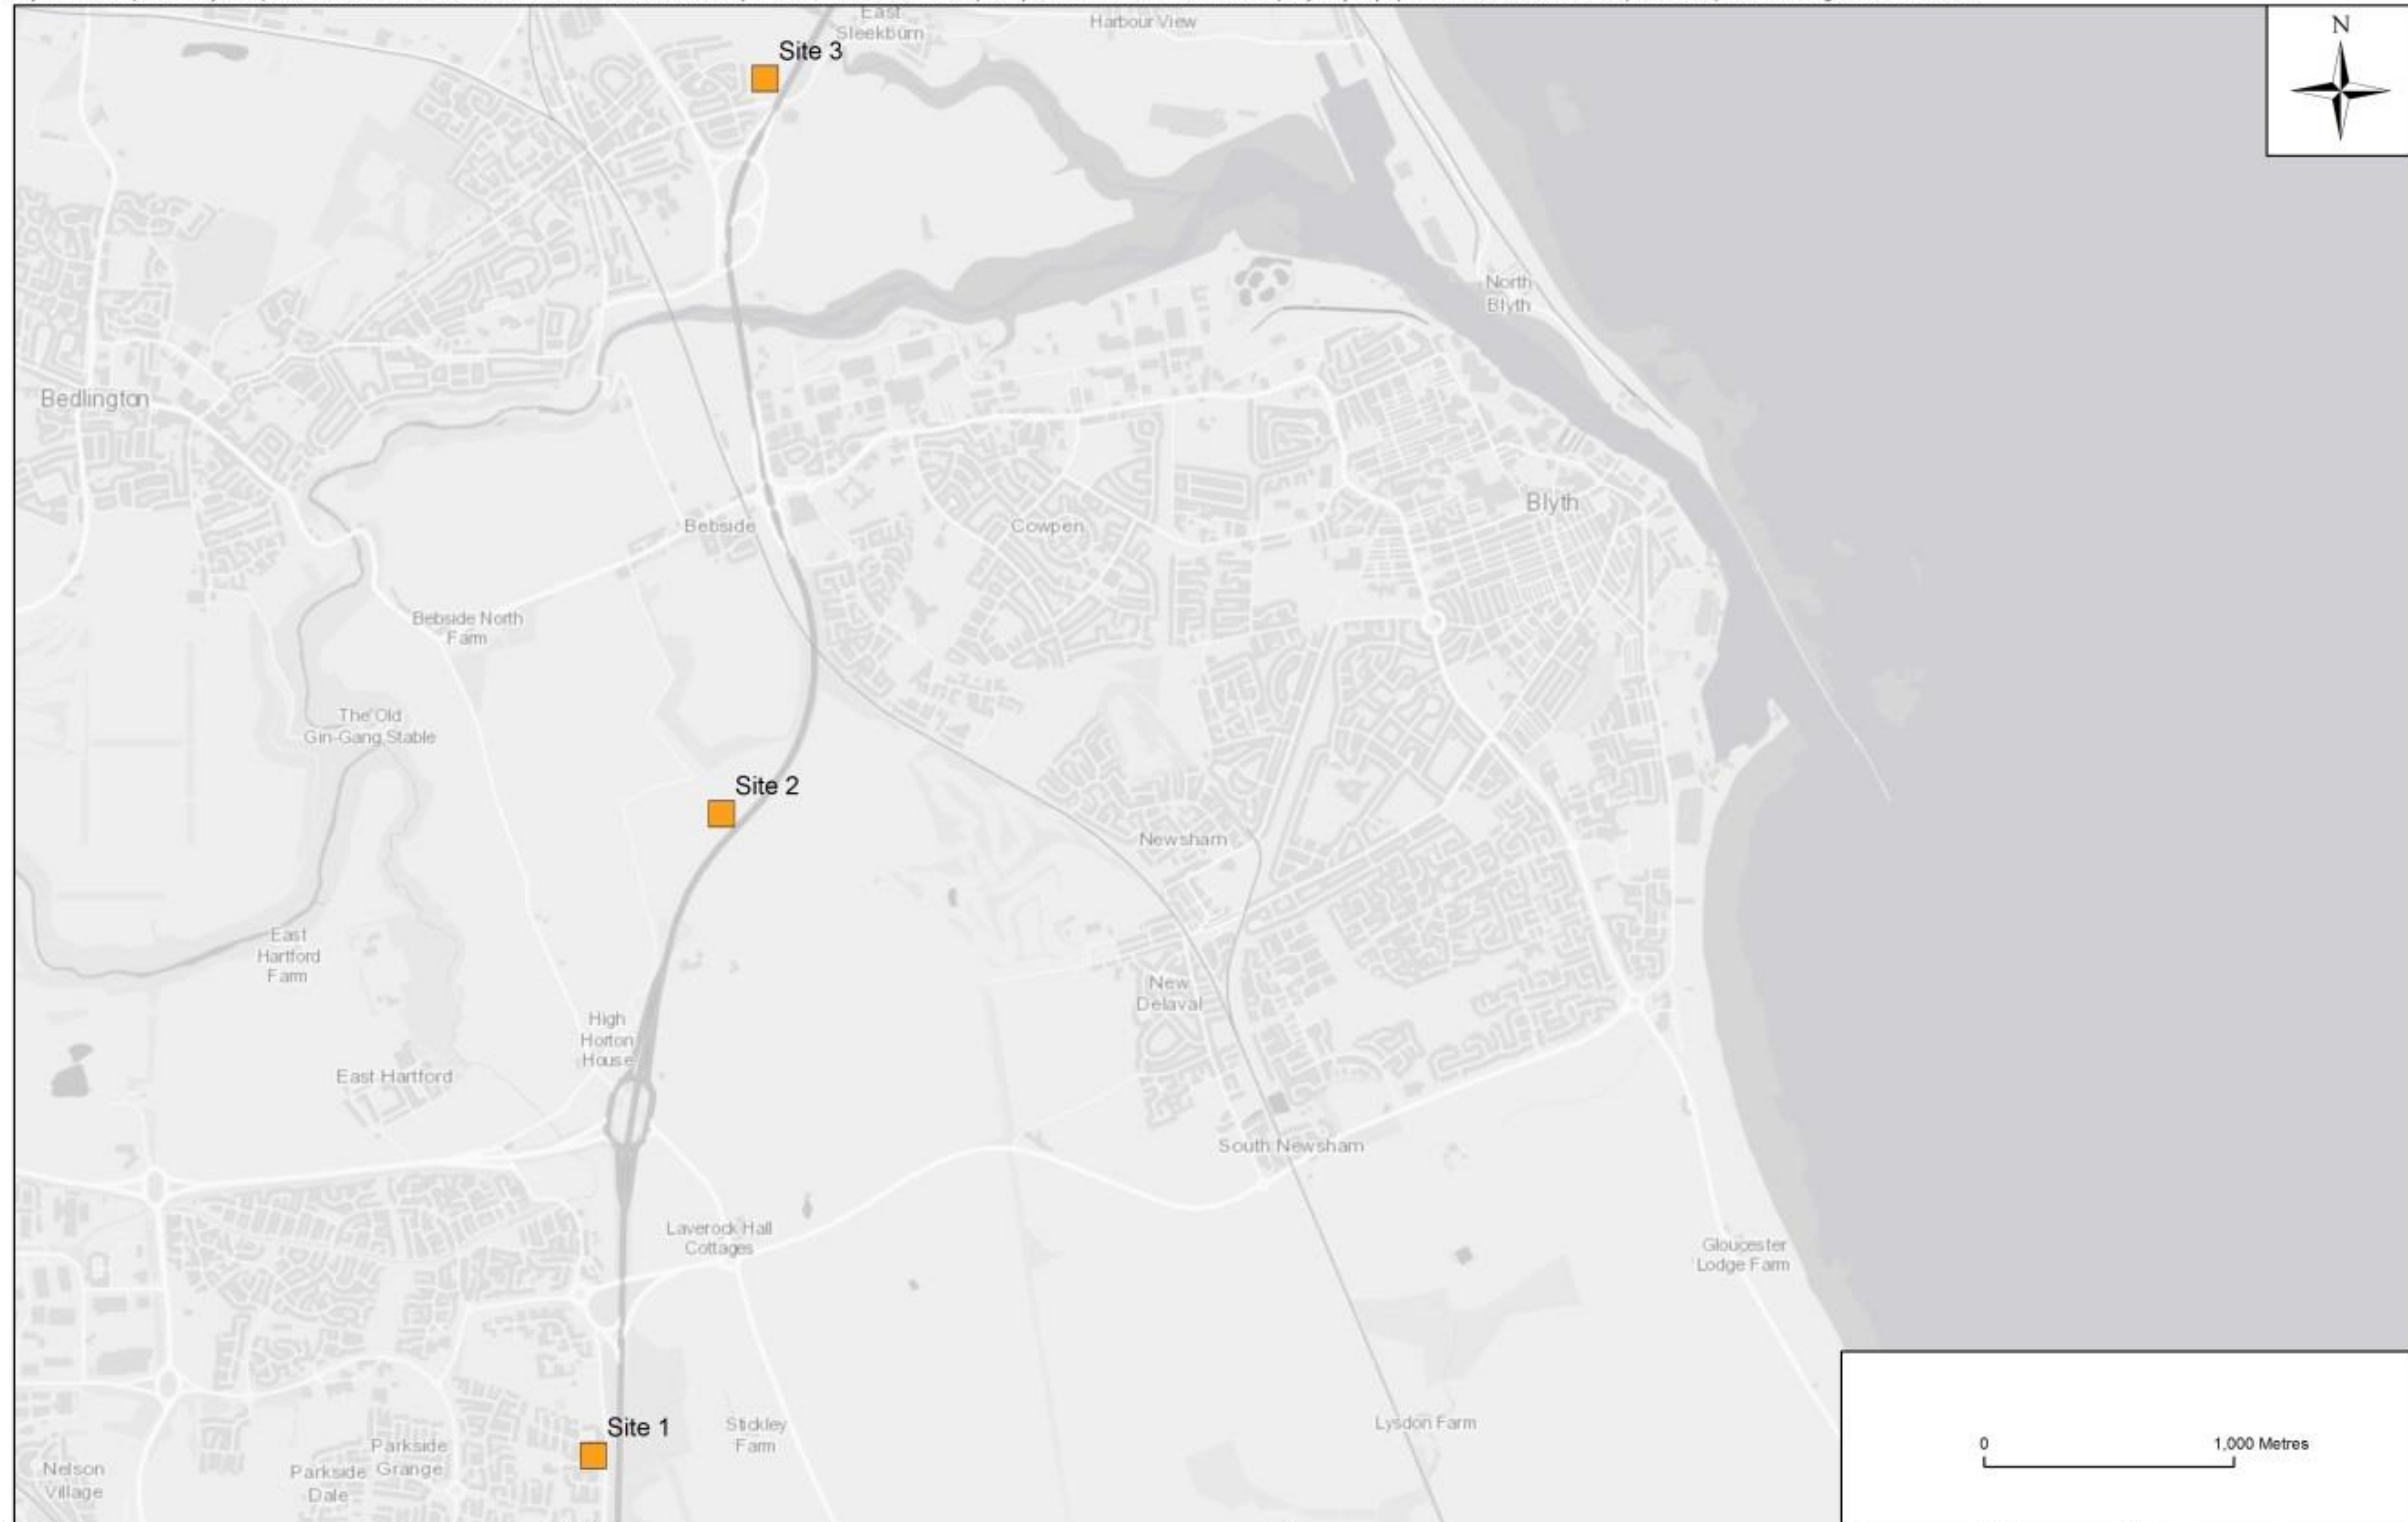 East
Sleekburn
Harbour View
N
Site 3
North
Blyth
Bedlington
Blyth
Bebside
Cowpen
Bebside North
Farm
The Old
Gin-Gang Stable
Site 2
Newsham
East
Hartford
Farm
New
Delaval
High
Horton
House
East Hartford
South Newsham
Laverock Hall
Cottages
Gloucester
Lodge Farm
Site 1
Stickley
Farm
Lysdon Farm
Parkside
Grange
Parkside
Dale
Nelson
Village
0
1,000 Metres